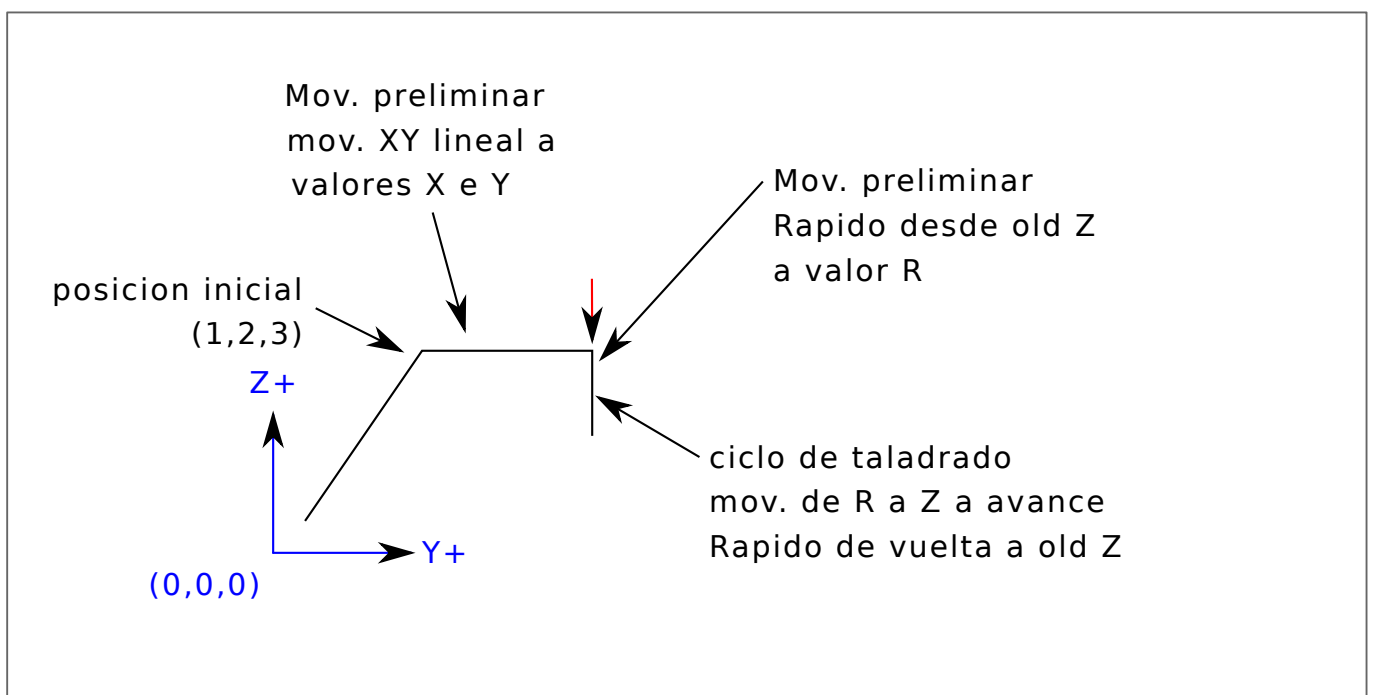 Mov. preliminar
mov. XY lineal a
valores X e Y
Mov. preliminar
Rapido desde old Z
a valor R
posicion inicial
(1,2,3)
Z+
ciclo de taladrado
mov. de R a Z a avance
Rapido de vuelta a old Z
Y+
(0,0,0)